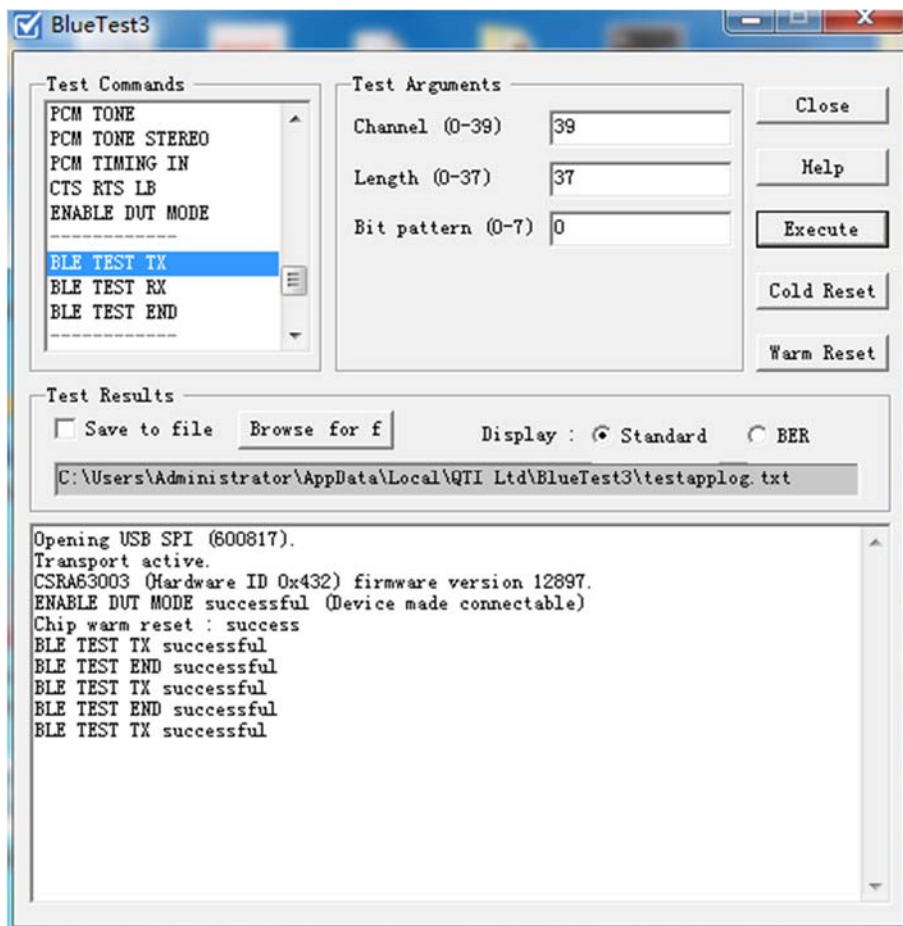 BlueTest3
Test Commands
PCM TONE
PCM TONE STEREO
PCM TIMING IN
CTS RTS LB
ENABLE DUT MODE
------------
BLE TEST TX
BLE TEST RX
BLE TEST END
------------
Test Arguments
Channel (0-39) 39
Length (0-37) 37
Bit pattern (0-7) 0
Close
Help
Execute
Cold Reset
Warm Reset
Test Results
Save to file Browse for f Display : Standard BER
C:\Users\Administrator\AppData\Local\QTI Ltd\BlueTest3\testapplog.txt
Opening USB SPI (600817).
Transport active.
CSRA63003 (Hardware ID 0x432) firmware version 12897.
ENABLE DUT MODE successful (Device made connectable)
Chip warm reset : success
BLE TEST TX successful
BLE TEST END successful
BLE TEST TX successful
BLE TEST END successful
BLE TEST TX successful